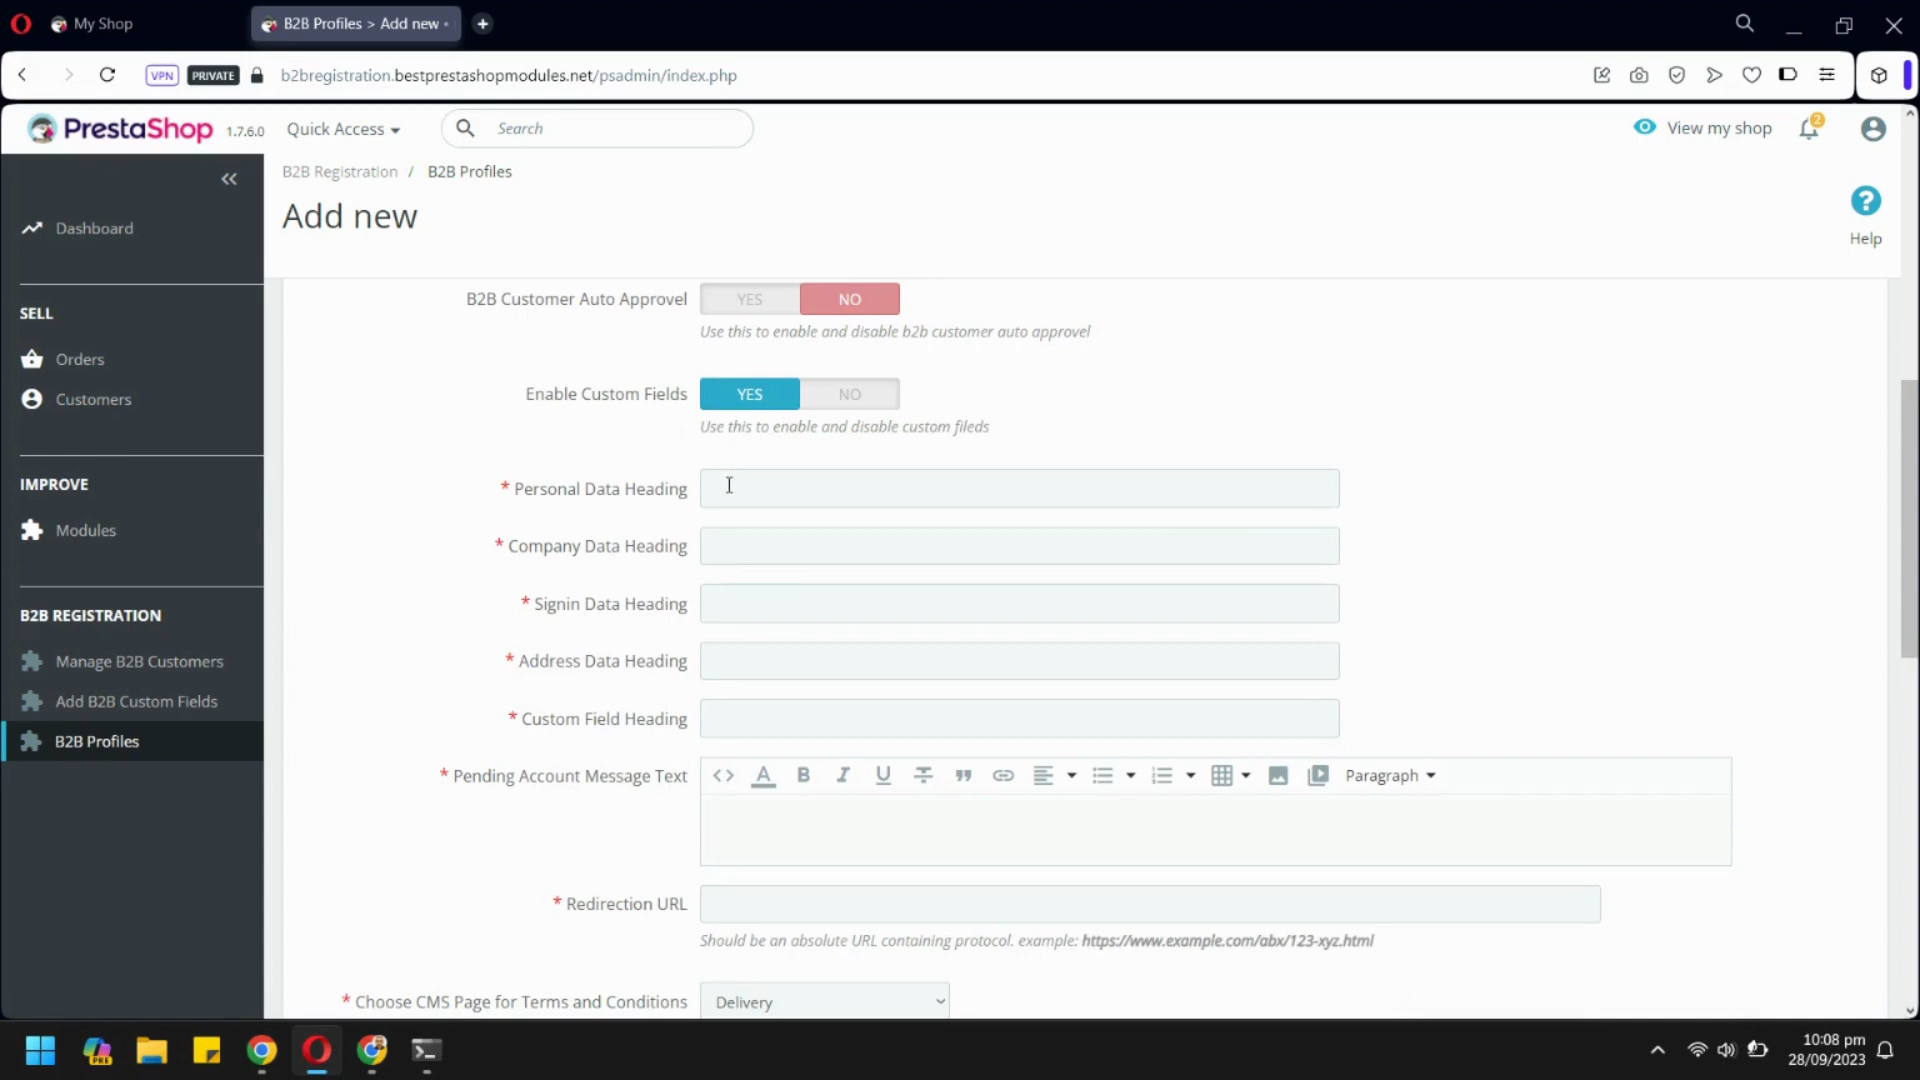 My Shop
B2B Profiles > Add new •
VPN PRIVATE b2bregistration.bestprestashopmodules.net/psadmin/index.php
PrestaShop 1.7.6.0 Quick Access Search View my shop 2
B2B Registration / B2B Profiles
Add new
Help
Dashboard
SELL
Orders
Customers
IMPROVE
Modules
B2B REGISTRATION
Manage B2B Customers
Add B2B Custom Fields
B2B Profiles
B2B Customer Auto Approvel YES NO
Use this to enable and disable b2b customer auto approvel
Enable Custom Fields YES NO
Use this to enable and disable custom fileds
* Personal Data Heading
* Company Data Heading
* Signin Data Heading
* Address Data Heading
* Custom Field Heading
* Pending Account Message Text A B I U Paragraph
* Redirection URL
Should be an absolute URL containing protocol. example: https://www.example.com/abx/123-xyz.html
* Choose CMS Page for Terms and Conditions Delivery
PRE
10:08 pm
28/09/2023